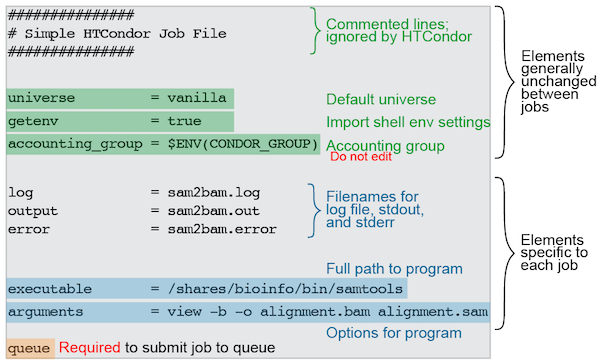 ###############
# Simple HTCondor Job File
###############
Commented lines;
ignored by HTCondor
Elements
generally
unchanged
between
jobs
universe = vanilla
Default universe
getenv = true
Import shell env settings
accounting_group = $ENV(CONDOR_GROUP)
Accounting group
Do not edit
log = sam2bam.log
output = sam2bam.out
error = sam2bam.error
Filenames for
log file, stdout,
and stderr
Elements
specific to
each job
Full path to program
executable = /shares/bioinfo/bin/samtools
arguments = view -b -o alignment.bam alignment.sam
Options for program
queue Required to submit job to queue